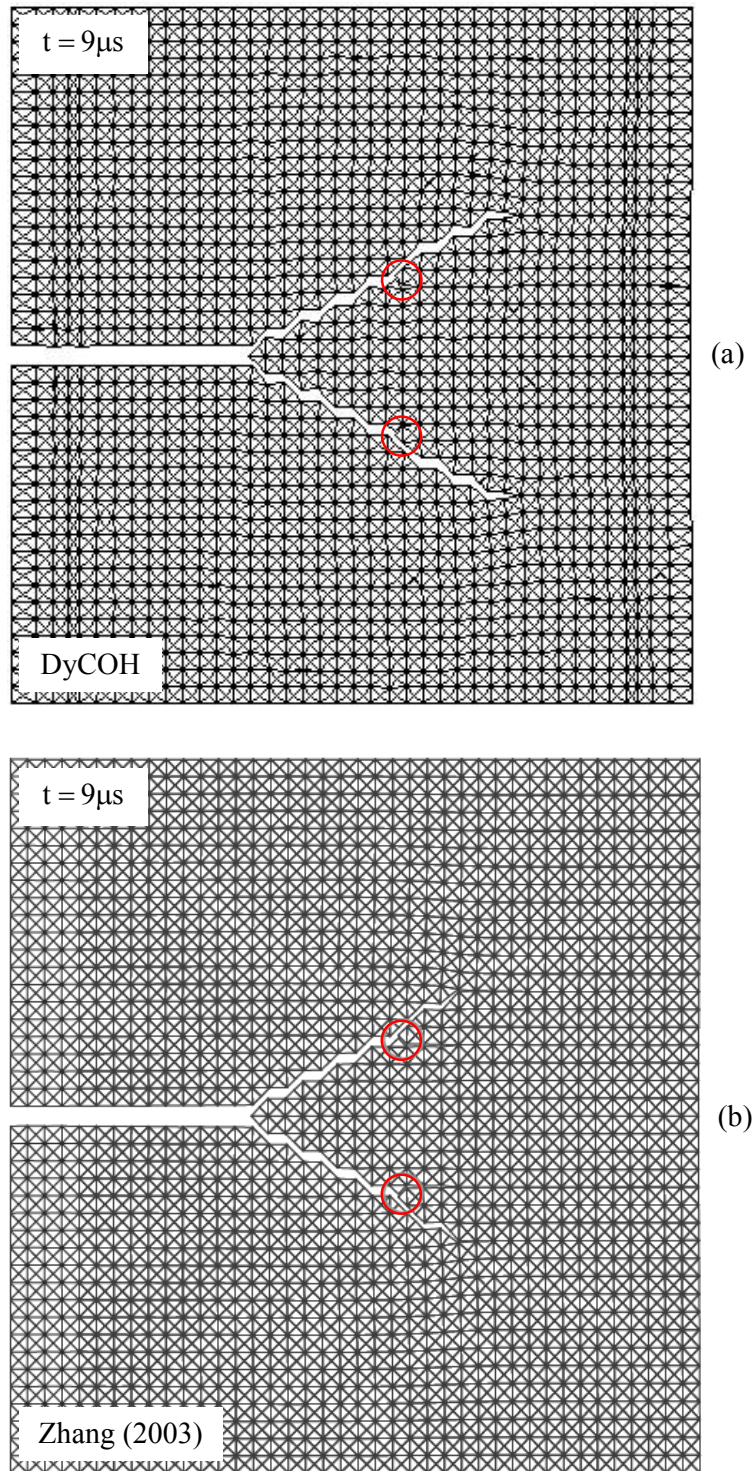 t = 9μs
(a)
DyCOH
t = 9μs
(b)
Zhang (2003)